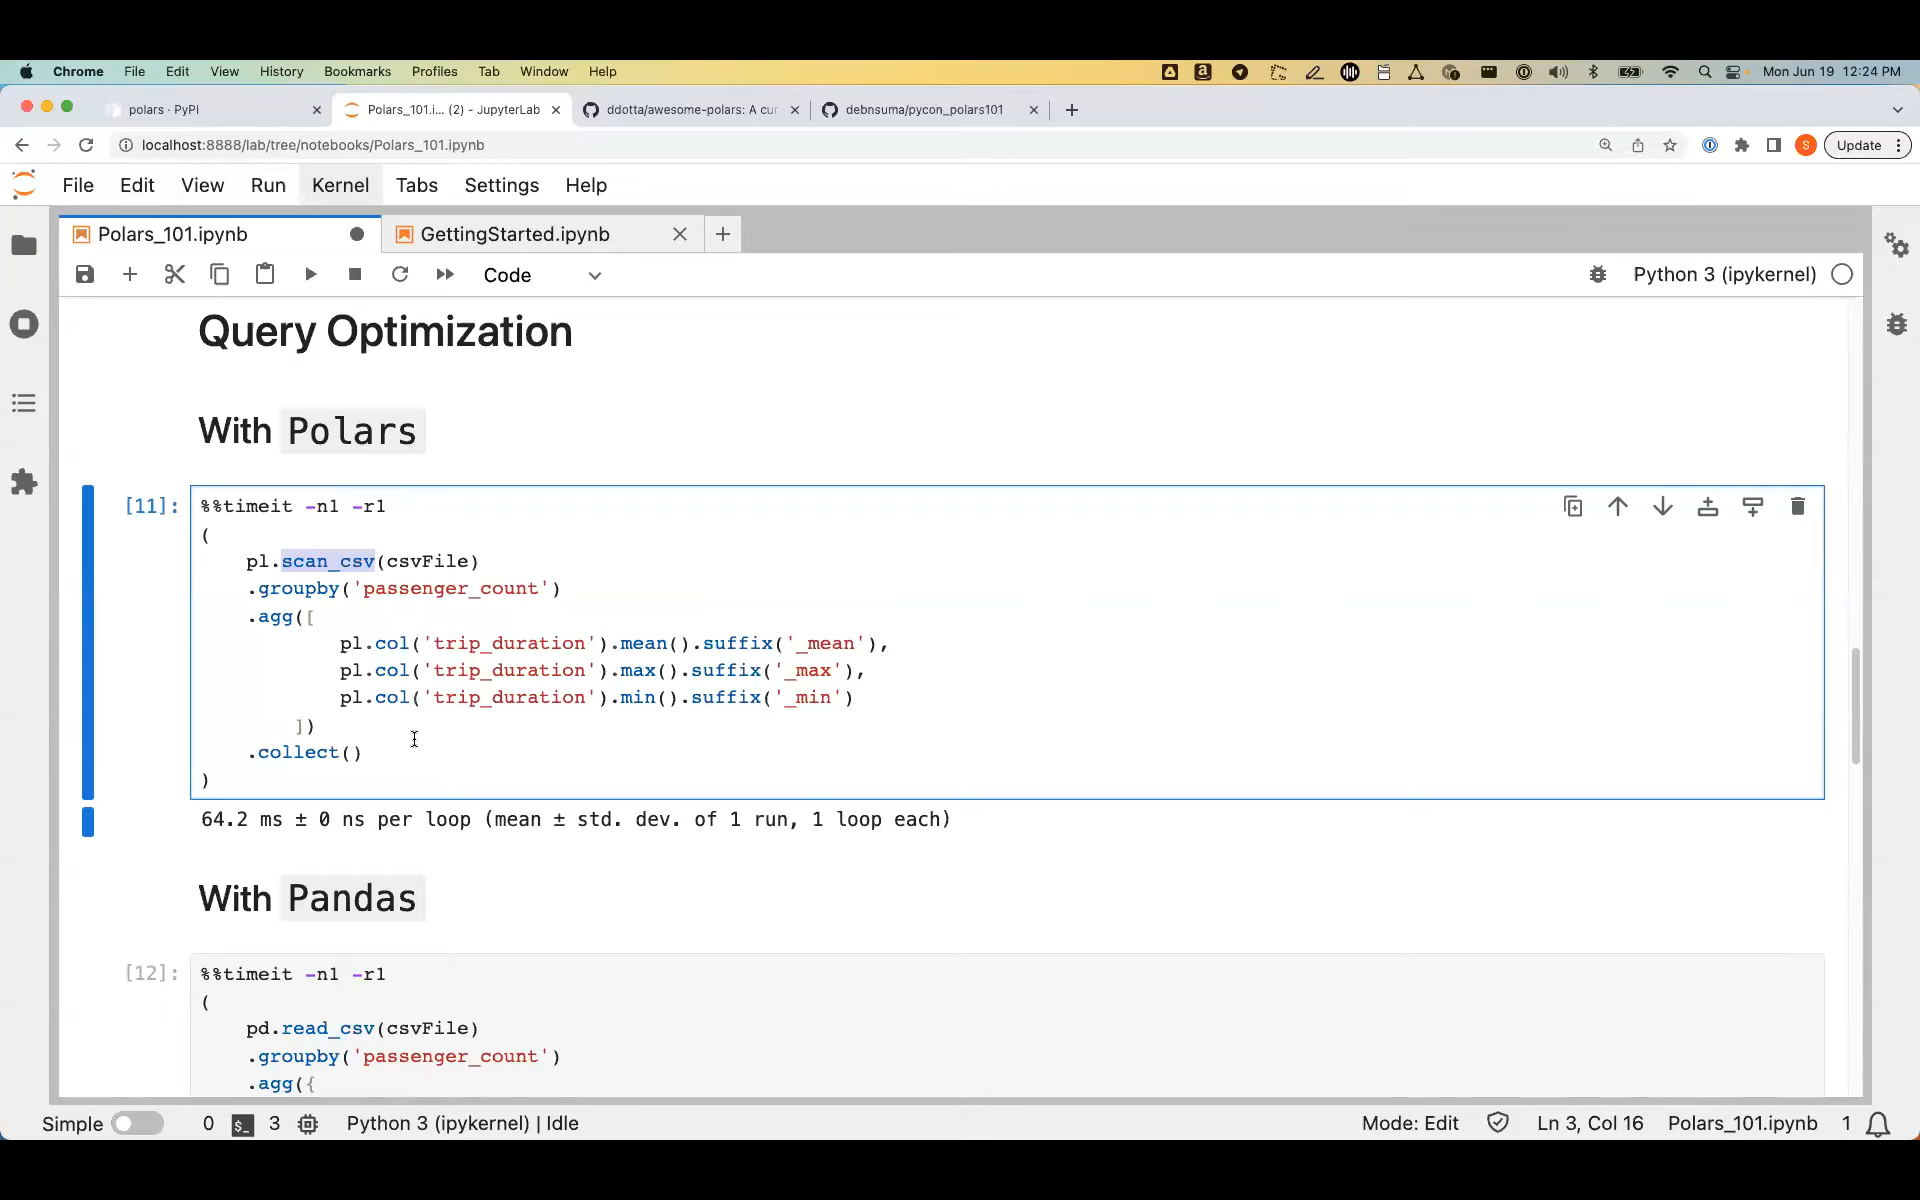 Chrome File Edit View History Bookmarks Profiles Tab Window Help Mon Jun 19 12:24 PM
polars · PyPI Polars_101.i... (2) - JupyterLab ddotta/awesome-polars: A cur debnsuma/pycon_polars101
localhost:8888/lab/tree/notebooks/Polars_101.ipynb S Update
File Edit View Run Kernel Tabs Settings Help
Polars_101.ipynb GettingStarted.ipynb
Code Python 3 (ipykernel)
Query Optimization
With Polars
[11]: %%timeit -n1 -r1
(
pl.scan_csv(csvFile)
.groupby('passenger_count')
.agg([
pl.col('trip_duration').mean().suffix('_mean'),
pl.col('trip_duration').max().suffix('_max'),
pl.col('trip_duration').min().suffix('_min')
])
.collect()
)
64.2 ms ± 0 ns per loop (mean ± std. dev. of 1 run, 1 loop each)
With Pandas
[12]: %%timeit -n1 -r1
(
pd.read_csv(csvFile)
.groupby('passenger_count')
.agg({
Simple 0 $_ 3 Python 3 (ipykernel) | Idle Mode: Edit Ln 3, Col 16 Polars_101.ipynb 1